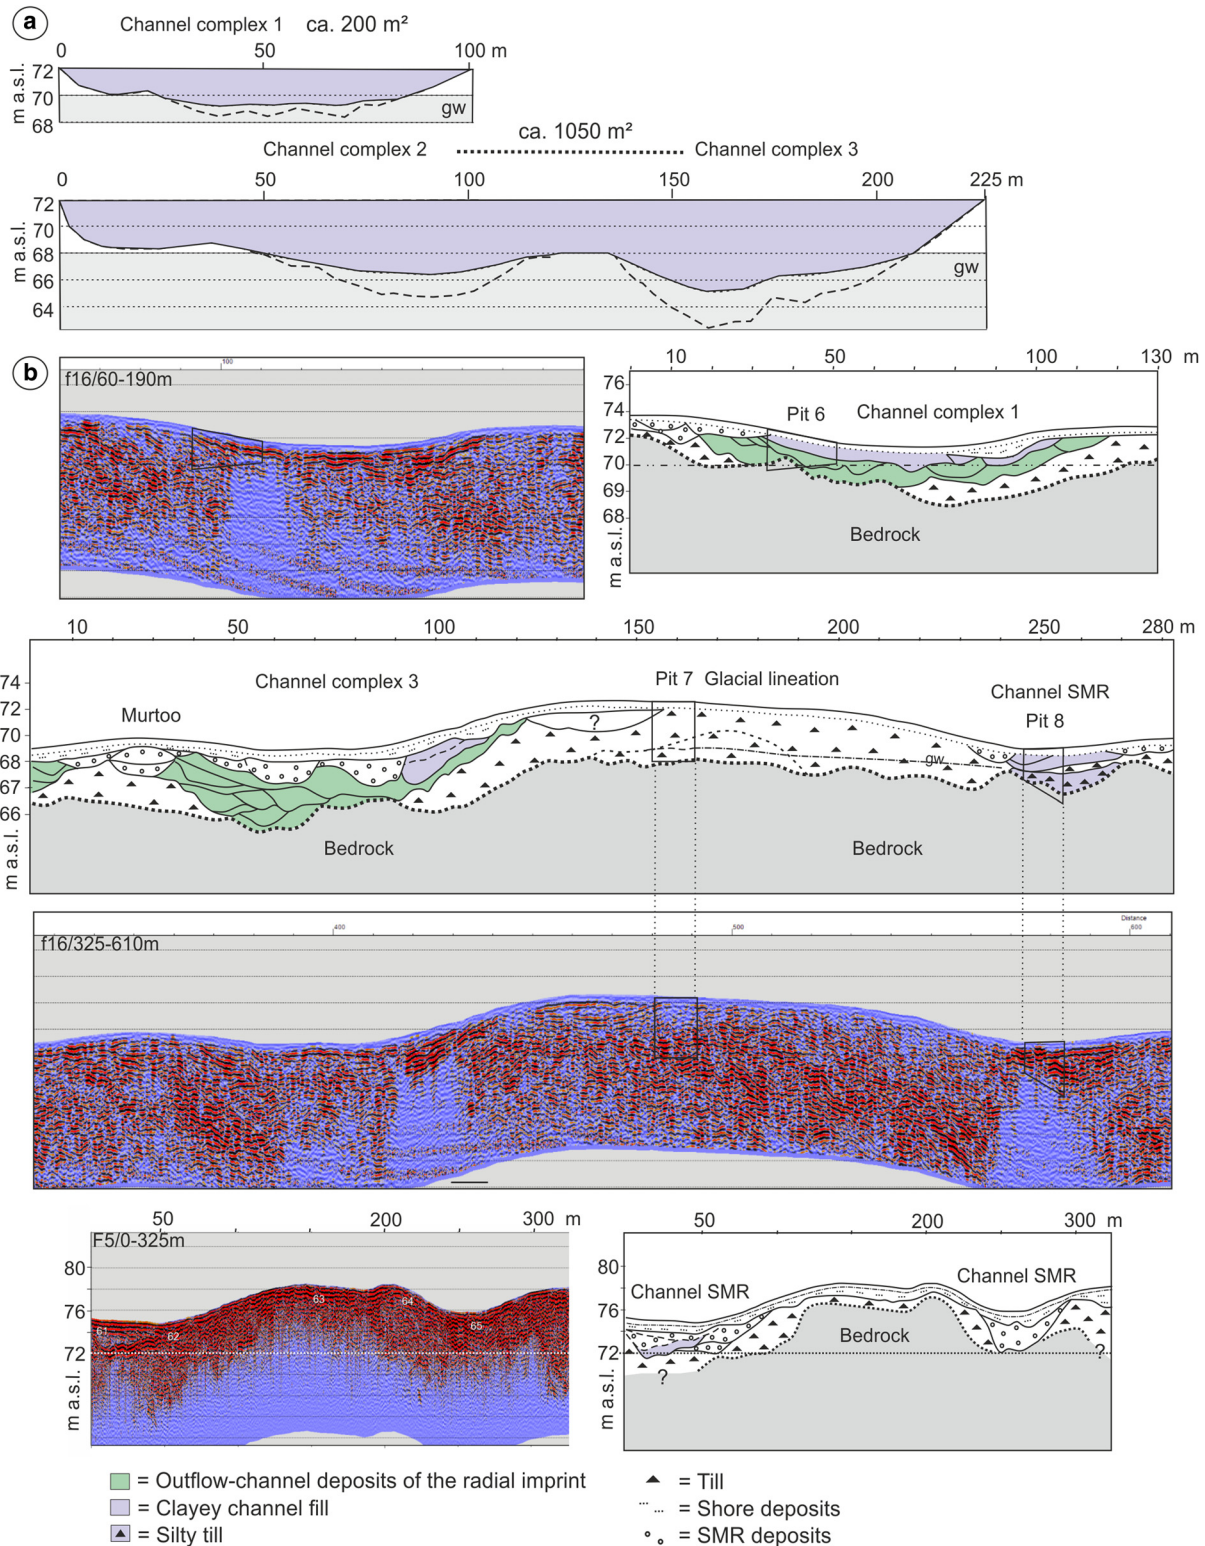 a
Channel complex 1 ca. 200 m²
0 50 100 m
72
70
68
m a.s.l.
gw
ca. 1050 m²
Channel complex 2 Channel complex 3
0 50 100 150 200 225 m
72
70
68
66
64
m a.s.l.
gw
b
100
f16/60-190m
10 50 100 130 m
76
74
72
70
69
68
m a.s.l.
Pit 6 Channel complex 1
Bedrock
10 50 100 150 200 250 280 m
74
72
70
68
67
66
m a.s.l.
Channel complex 3
Murtoo
?
Pit 7 Glacial lineation
Channel SMR
Pit 8
gw
Bedrock Bedrock
Distance
400 500 600
f16/325-610m
50 200 300 m
F5/0-325m
80
76
72
m a.s.l.
61 62 63 64 65
50 200 300 m
80
76
72
m a.s.l.
Channel SMR Channel SMR
Bedrock
? ?
= Outflow-channel deposits of the radial imprint
= Clayey channel fill
= Silty till
= Till
= Shore deposits
= SMR deposits